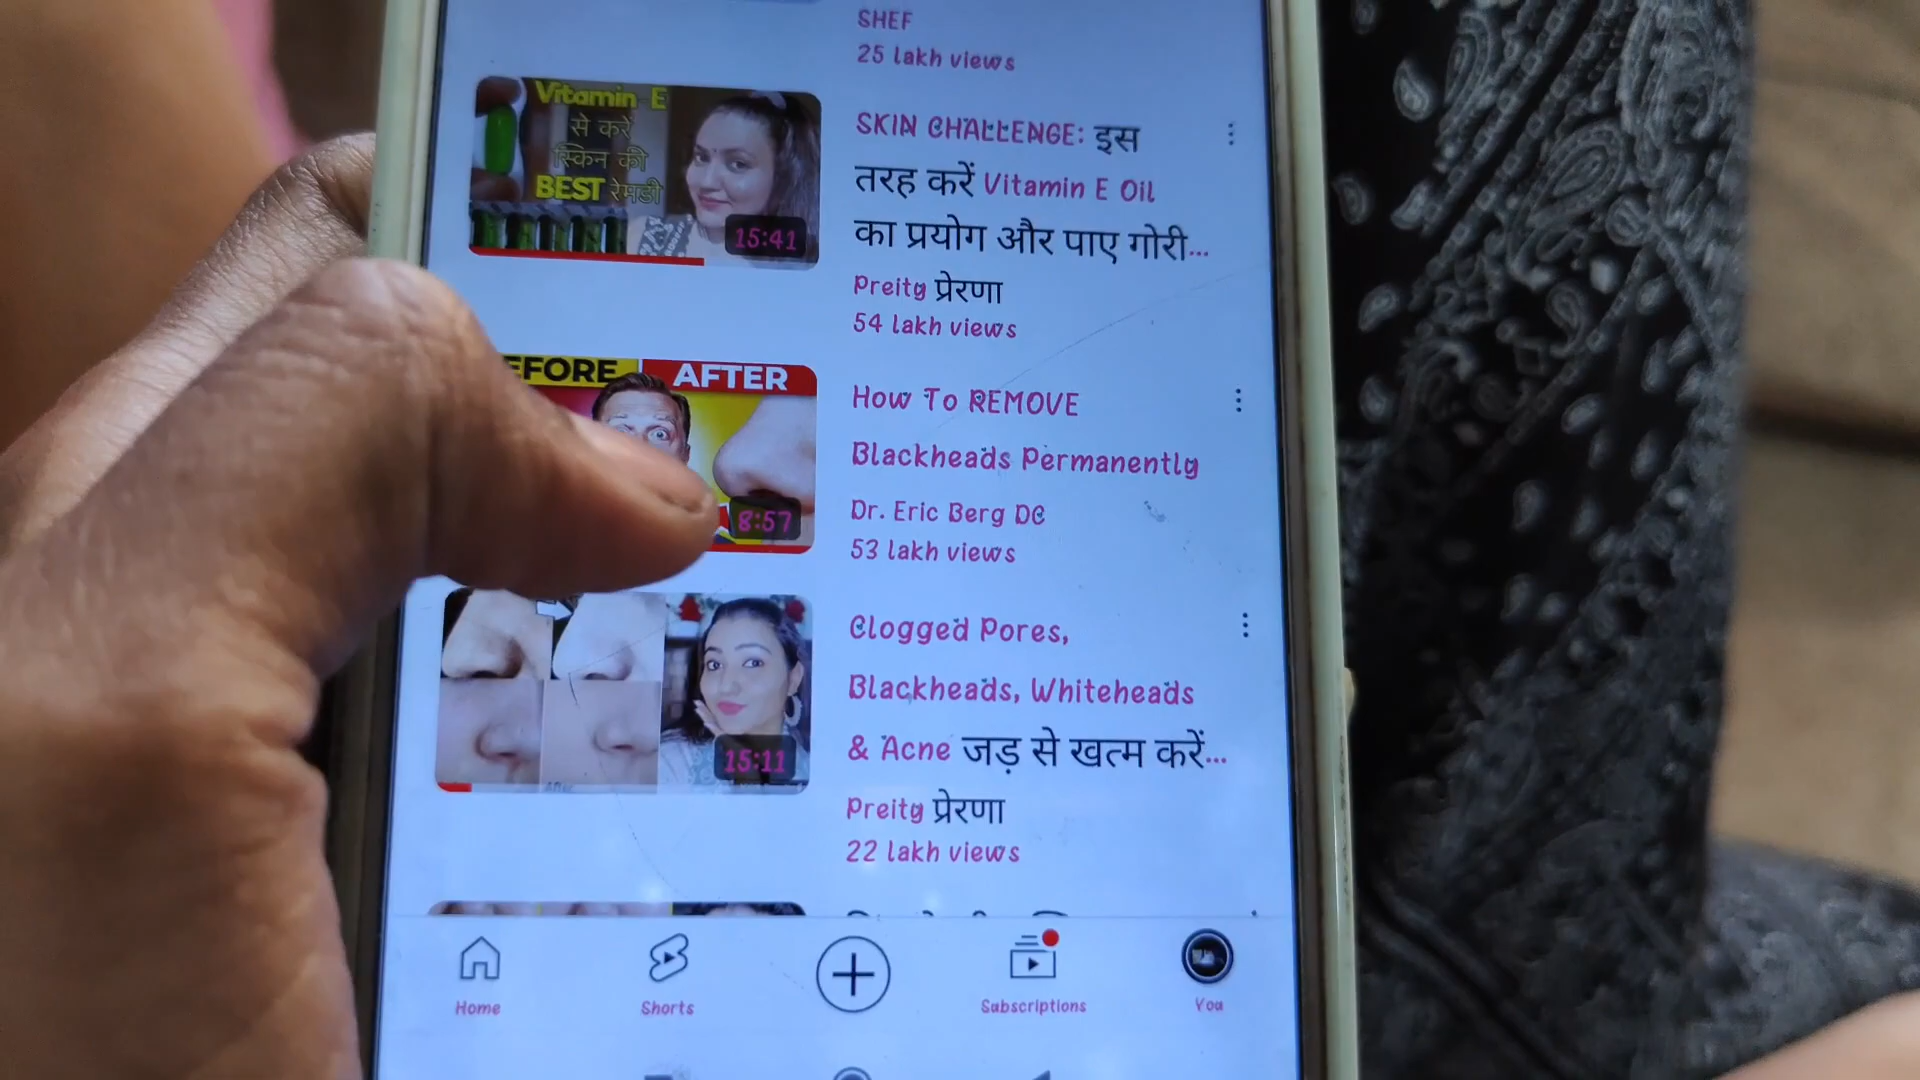 SHEF
25 lakh views
Vitamin E
से करें
स्किन की
BEST रेमडी
15:41
SKIN CHALLENGE: इस
तरह करें Vitamin E Oil
का प्रयोग और पाए गोरी...
Preity प्रेरणा
54 lakh views
EFORE AFTER
8:57
How To REMOVE
Blackheads Permanently
Dr. Eric Berg DC
53 lakh views
15:11
Clogged Pores,
Blackheads, Whiteheads
& Acne जड़ से खत्म करें...
Preity प्रेरणा
22 lakh views
Home
Shorts
Subscriptions
You